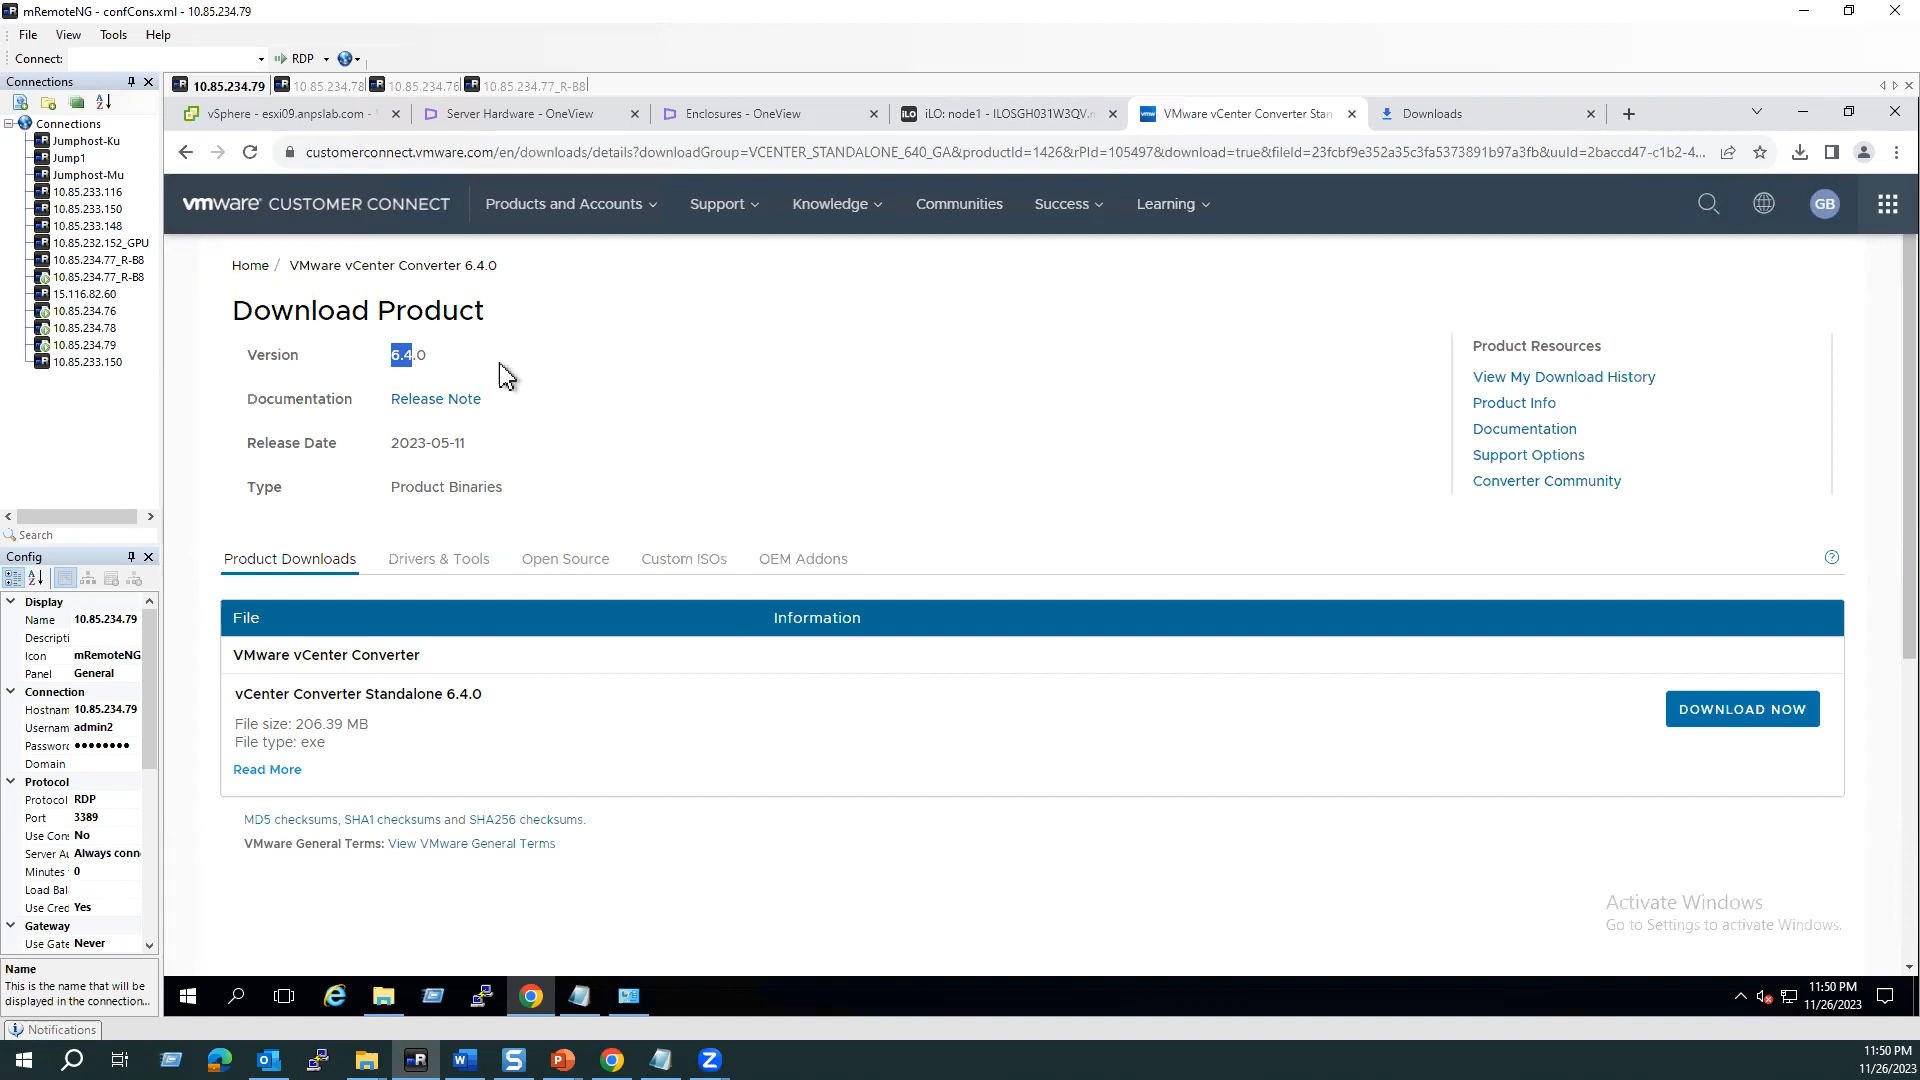 mRemoteNG - confCons.xml - 10.85.234.79
File View Tools Help
Connect: RDP
Connections
10.85.234.79 10.85.234.78 10.85.234.76 10.85.234.77_R-B8
Connections
Jumphost-Ku
Jump1
Jumphost-Mu
10.85.233.116
10.85.233.150
10.85.233.148
10.85.232.152_GPU
10.85.234.77_R-B8
10.85.234.77_R-B8
15.116.82.60
10.85.234.76
10.85.234.78
10.85.234.79
10.85.233.150
Search
Config
Display
Name 10.85.234.79
Descripti
Icon mRemoteNG
Panel General
Connection
Hostnam 10.85.234.79
Usernam admin2
Password ●●●●●●●●
Domain
Protocol
Protocol RDP
Port 3389
Use Cons No
Server Au Always conn
Minutes 0
Load Bal
Use Cred Yes
Gateway
Use Gate Never
Name
This is the name that will be
displayed in the connection...
Notifications
vSphere - esxi09.anpslab.com - Server Hardware - OneView Enclosures - OneView iLO: node1 - ILOSGH031W3QV.n VMware vCenter Converter Stan Downloads
customerconnect.vmware.com/en/downloads/details?downloadGroup=VCENTER_STANDALONE_640_GA&productId=1426&rPId=105497&download=true&fileId=23fcbf9e352a35c3fa5373891b97a3fb&uuId=2baccd47-c1b2-4...
vmware® CUSTOMER CONNECT Products and Accounts Support Knowledge Communities Success Learning GB
Home / VMware vCenter Converter 6.4.0
Download Product
Version 6.4.0
Documentation Release Note
Release Date 2023-05-11
Type Product Binaries
Product Resources
View My Download History
Product Info
Documentation
Support Options
Converter Community
Product Downloads Drivers & Tools Open Source Custom ISOs OEM Addons
File Information
VMware vCenter Converter
vCenter Converter Standalone 6.4.0
File size: 206.39 MB
File type: exe
Read More
DOWNLOAD NOW
MD5 checksums, SHA1 checksums and SHA256 checksums.
VMware General Terms: View VMware General Terms
Activate Windows
Go to Settings to activate Windows.
11:50 PM
11/26/2023
11:50 PM
11/26/2023